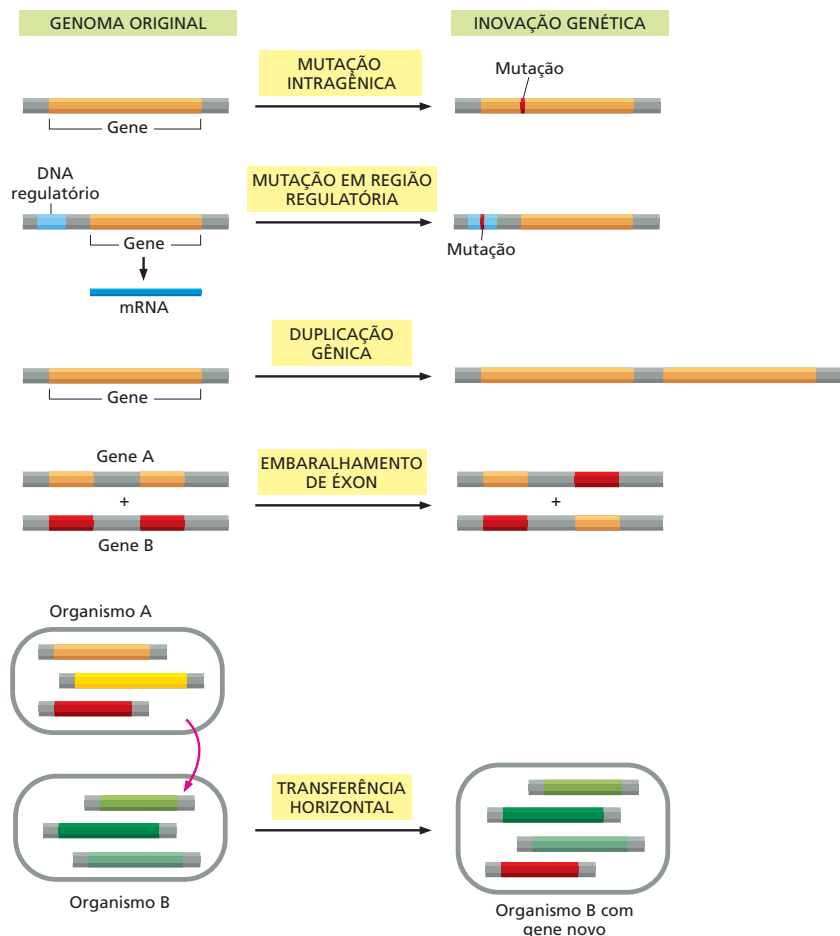 GENOMA ORIGINAL
INOVAÇÃO GENÉTICA
MUTAÇÃO
INTRAGÊNICA
Mutação
Gene
DNA
regulatório
MUTAÇÃO EM REGIÃO
REGULATÓRIA
Gene
Mutação
mRNA
DUPLICAÇÃO
GÊNICA
Gene
Gene A
EMBARALHAMENTO
DE ÉXON
+
+
Gene B
Organismo A
TRANSFERÊNCIA
HORIZONTAL
Organismo B
Organismo B com
gene novo